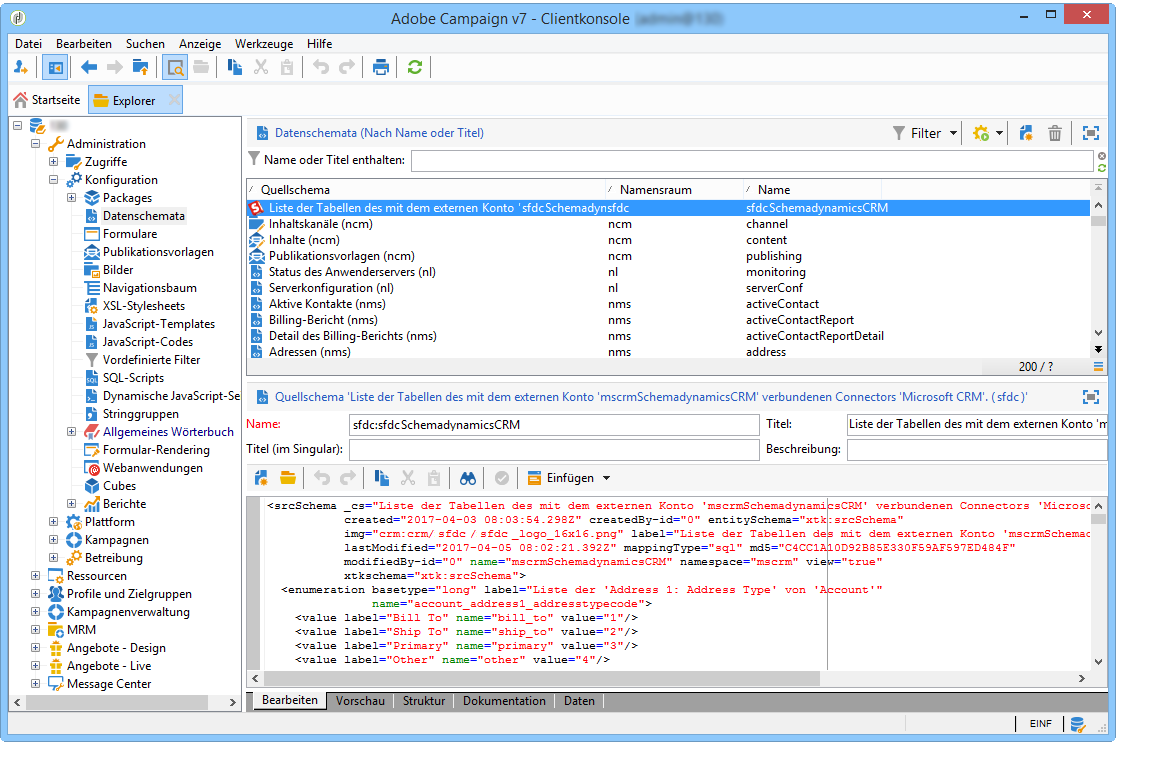 Adobe Campaign v7 - Clientkonsole
Datei Bearbeiten Suchen Anzeige Werkzeuge Hilfe
Startseite Explorer
Administration
Zugriffe
Konfiguration
Packages
Datenschemata
Formulare
Publikationsvorlagen
Bilder
Navigationsbaum
XSL-Stylesheets
JavaScript-Templates
JavaScript-Codes
Vordefinierte Filter
SQL-Scripts
Dynamische JavaScript-Se
Stringgruppen
Allgemeines Wörterbuch
Formular-Rendering
Webanwendungen
Cubes
Berichte
Plattform
Kampagnen
Betreibung
Ressourcen
Profile und Zielgruppen
Kampagnenverwaltung
MRM
Angebote - Design
Angebote - Live
Message Center
Datenschemata (Nach Name oder Titel) Filter
Name oder Titel enthalten:
Quellschema Namensraum Name
Liste der Tabellen des mit dem externen Konto 'sfdcSchemadynsfdc sfdcSchemadynamicsCRM
Inhaltskanäle (ncm) ncm channel
Inhalte (ncm) ncm content
Publikationsvorlagen (ncm) ncm publishing
Status des Anwenderservers (nl) nl monitoring
Serverkonfiguration (nl) nl serverConf
Aktive Kontakte (nms) nms activeContact
Billing-Bericht (nms) nms activeContactReport
Detail des Billing-Berichts (nms) nms activeContactReportDetail
Adressen (nms) nms address
200 / ?
Quellschema 'Liste der Tabellen des mit dem externen Konto 'mscrmSchemadynamicsCRM' verbundenen Connectors 'Microsoft CRM'. (sfdc)'
Name: sfdc:sfdcSchemadynamicsCRM Titel: Liste der Tabellen des mit dem externen Konto 'm
Titel (im Singular): Beschreibung:
Einfügen
<srcSchema _cs="Liste der Tabellen des mit dem externen Konto 'mscrmSchemadynamicsCRM' verbundenen Connectors 'Microso
created="2017-04-03 08:03:54.298Z" createdBy-id="0" entitySchema="xtk:srcSchema"
img="crm:crm/ sfdc / sfdc _logo_16x16.png" label="Liste der Tabellen des mit dem externen Konto 'mscrmSchemadc
lastModified="2017-04-05 08:02:21.392Z" mappingType="sql" md5="C4CC1A10D92B85E330F59AF597ED484F"
modifiedBy-id="0" name="mscrmSchemadynamicsCRM" namespace="mscrm" view="true"
xtkschema="xtk:srcSchema">
<enumeration basetype="long" label="Liste der 'Address 1: Address Type' von 'Account'"
name="account_address1_addresstypecode">
<value label="Bill To" name="bill_to" value="1"/>
<value label="Ship To" name="ship_to" value="2"/>
<value label="Primary" name="primary" value="3"/>
<value label="Other" name="other" value="4"/>
Bearbeiten Vorschau Struktur Dokumentation Daten
EINF